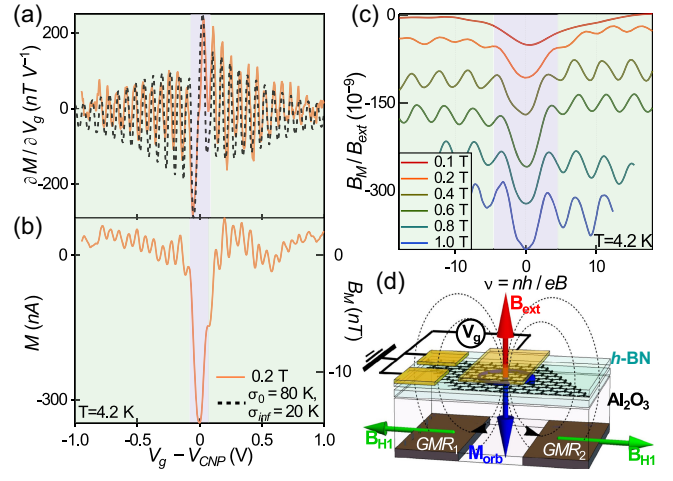 (a)
200
0
-200
∂M / ∂V_g (nT V⁻¹)
(b)
0
-300
M (nA)
0
-10
B_M (nT)
0.2 T
σ_0 = 80 K,
σ_inf = 20 K
T=4.2 K
-1.0 -0.5 0 0.5 1.0
V_g − V_CNP (V)
(c)
0
-150
-300
B_M / B_ext (10⁻⁹)
0.1 T
0.2 T
0.4 T
0.6 T
0.8 T
1.0 T
T=4.2 K
-10 0 10
ν = nh / eB
(d)
B_ext
V_g
h-BN
Al₂O₃
B_H1
GMR₁
M_orb
GMR₂
B_H1